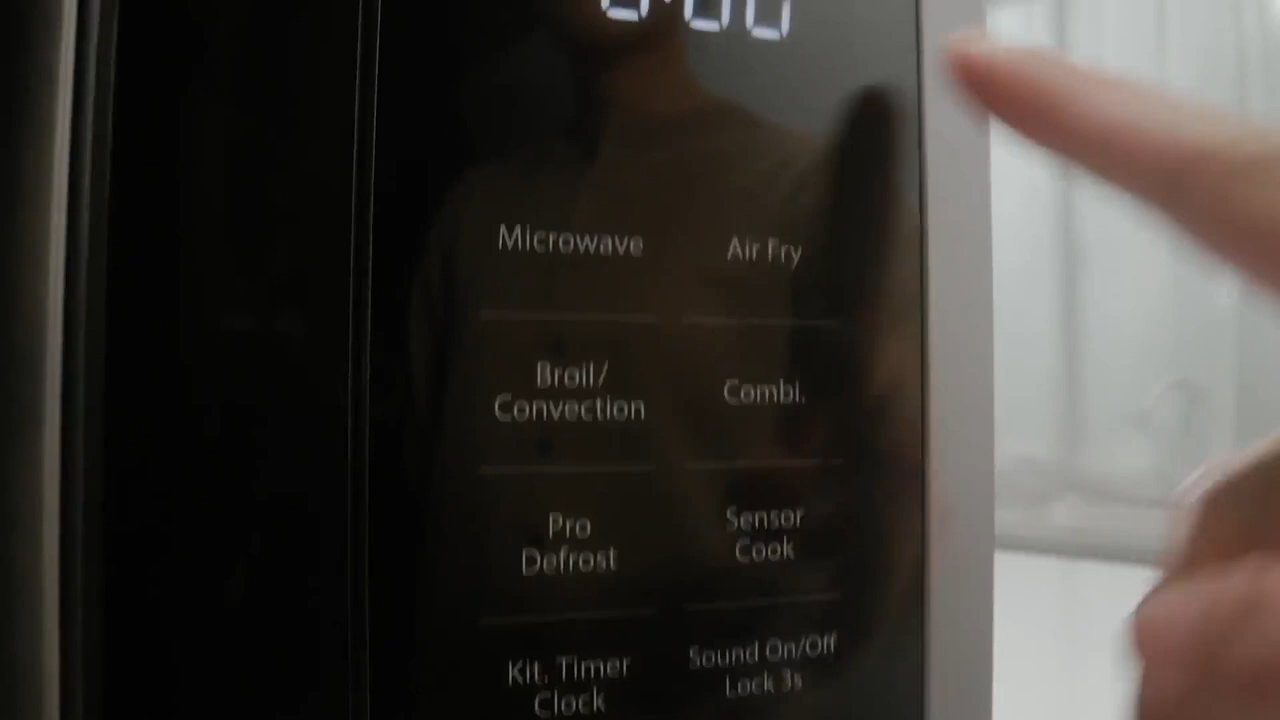 Microwave
Air Fry
Broil/
Convection
Combi.
Pro
Defrost
Sensor
Cook
Kit. Timer
Clock
Sound On/Off
Lock 3s